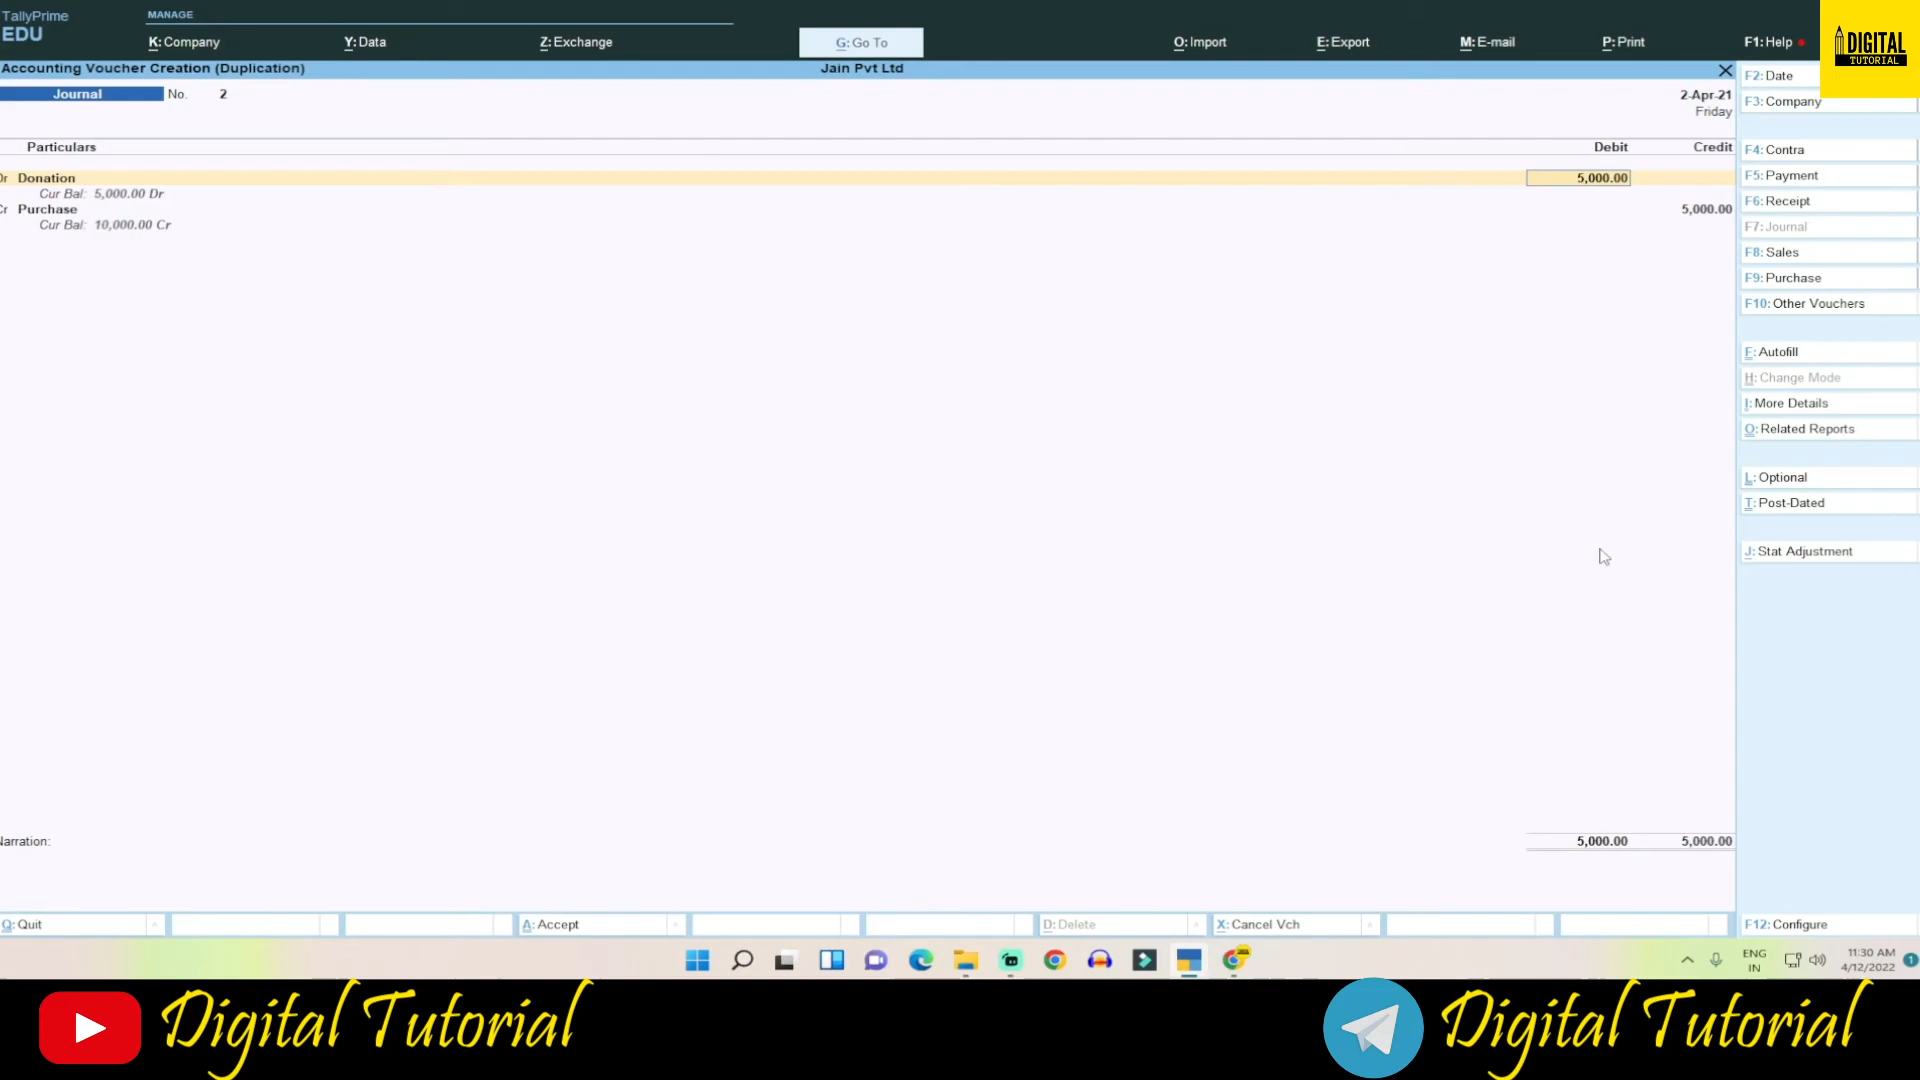 TallyPrime
EDU
MANAGE
K: Company
Y: Data
Z: Exchange
G: Go To
O: Import
E: Export
M: E-mail
P: Print
F1: Help
DIGITAL
TUTORIAL
Accounting Voucher Creation (Duplication)
Jain Pvt Ltd
Journal No. 2
2-Apr-21
Friday
Particulars Debit Credit
Dr Donation 5,000.00
Cur Bal: 5,000.00 Dr
Cr Purchase 5,000.00
Cur Bal: 10,000.00 Cr
F2: Date
F3: Company
F4: Contra
F5: Payment
F6: Receipt
F7: Journal
F8: Sales
F9: Purchase
F10: Other Vouchers
F: Autofill
H: Change Mode
I: More Details
O: Related Reports
L: Optional
T: Post-Dated
J: Stat Adjustment
Narration: 5,000.00 5,000.00
Q: Quit
A: Accept
D: Delete
X: Cancel Vch
F12: Configure
ENG
IN
11:30 AM
4/12/2022
1
Digital Tutorial
Digital Tutorial